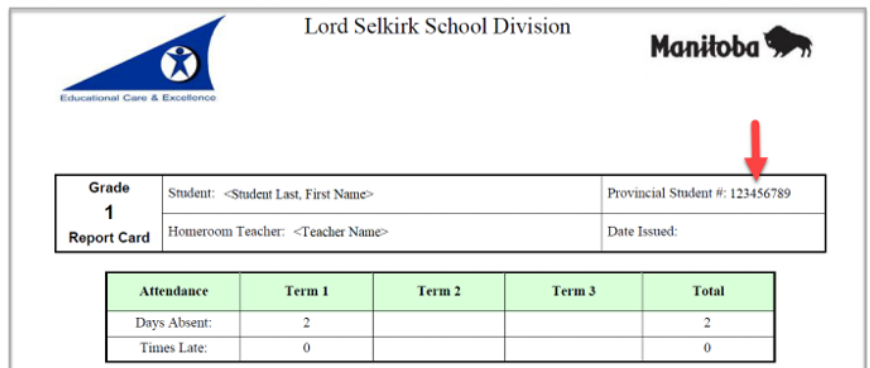 Lord Selkirk School Division
Manitoba
Educational Care & Excellence
Grade
1
Report Card
Student: <Student Last, First Name>
Provincial Student #: 123456789
Homeroom Teacher: <Teacher Name>
Date Issued:
Attendance Term 1 Term 2 Term 3 Total
Days Absent: 2 2
Times Late: 0 0